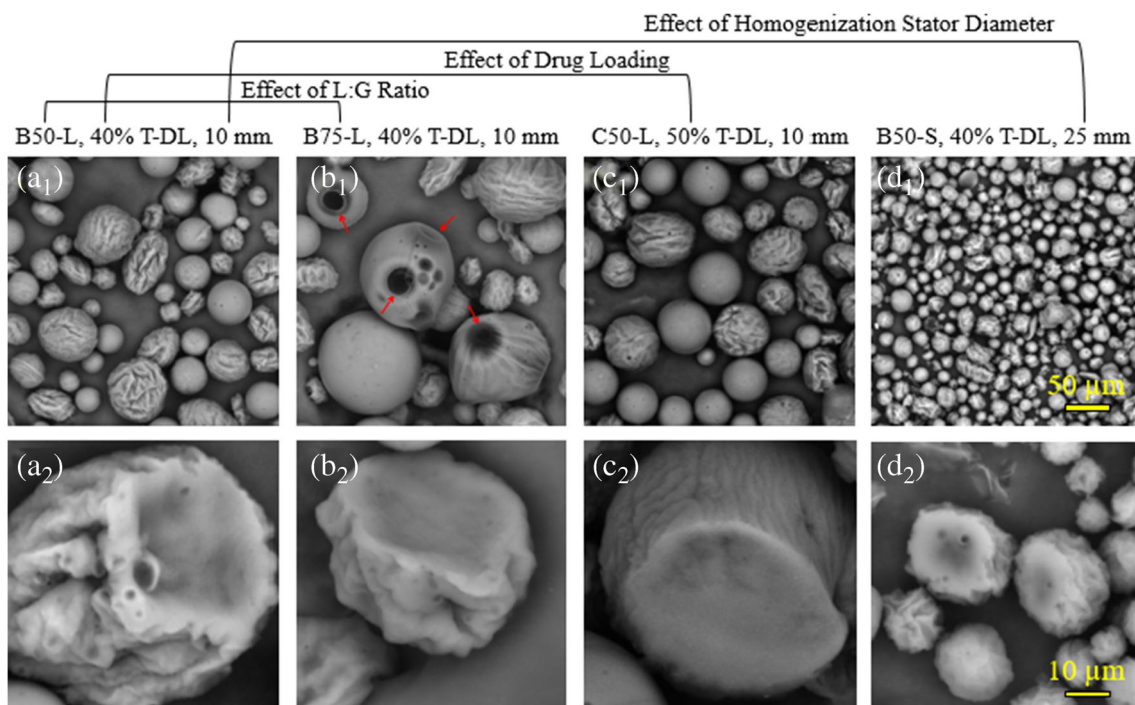 Effect of Homogenization Stator Diameter
Effect of Drug Loading
Effect of L:G Ratio
B50-L, 40% T-DL, 10 mm B75-L, 40% T-DL, 10 mm C50-L, 50% T-DL, 10 mm B50-S, 40% T-DL, 25 mm
(a1) (b1) (c1) (d1)
50 µm
(a2) (b2) (c2) (d2)
10 µm